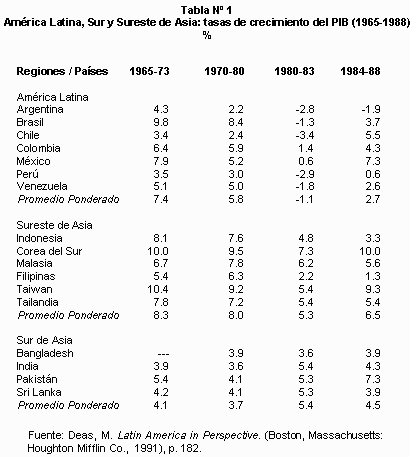 Tabla Nº 1
América Latina, Sur y Sureste de Asia: tasas de crecimiento del PIB (1965-1988)
%
Regiones / Países 1965-73 1970-80 1980-83 1984-88
América Latina
Argentina 4.3 2.2 -2.8 -1.9
Brasil 9.8 8.4 -1.3 3.7
Chile 3.4 2.4 -3.4 5.5
Colombia 6.4 5.9 1.4 4.3
México 7.9 5.2 0.6 7.3
Perú 3.5 3.0 -2.9 0.6
Venezuela 5.1 5.0 -1.8 2.6
Promedio Ponderado 7.4 5.8 -1.1 2.7
Sureste de Asia
Indonesia 8.1 7.6 4.8 3.3
Corea del Sur 10.0 9.5 7.3 10.0
Malasia 6.7 7.8 6.2 5.6
Filipinas 5.4 6.3 2.2 1.3
Taiwan 10.4 9.2 5.4 9.3
Tailandia 7.8 7.2 5.4 5.4
Promedio Ponderado 8.3 8.0 5.3 6.5
Sur de Asia
Bangladesh --- 3.9 3.6 3.9
India 3.9 3.6 5.4 4.3
Pakistán 5.4 4.1 5.3 7.3
Sri Lanka 4.2 4.1 5.3 3.9
Promedio Ponderado 4.1 3.7 5.4 4.5
Fuente: Deas, M. Latin America in Perspective. (Boston, Massachusetts:
Houghton Mifflin Co., 1991), p. 182.